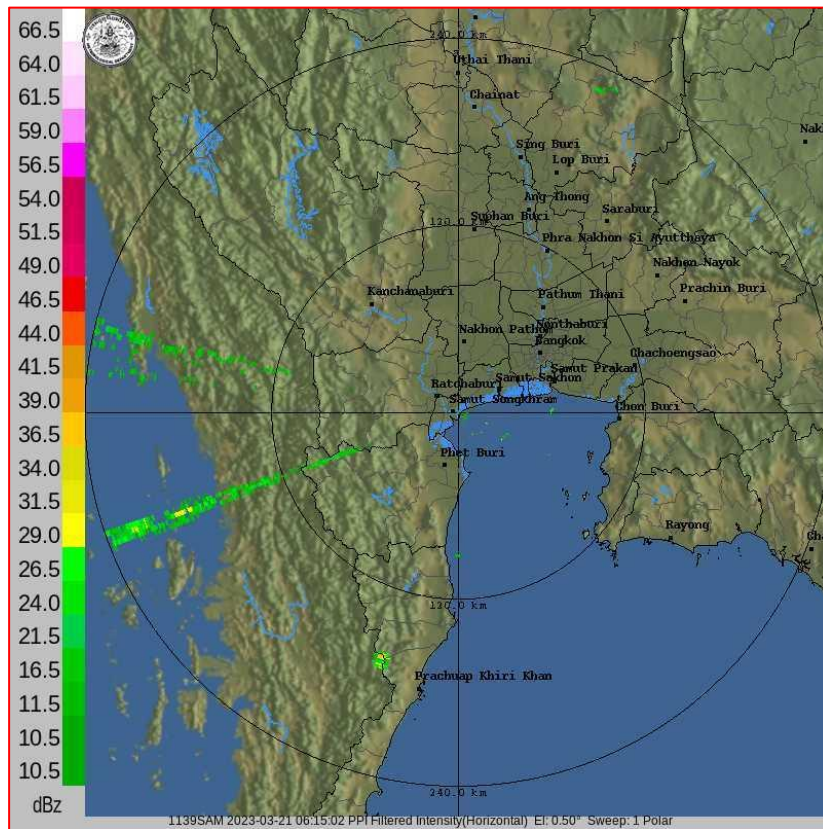 66.5
64.0
61.5
59.0
56.5
54.0
51.5
49.0
46.5
44.0
41.5
39.0
36.5
34.0
31.5
29.0
26.5
24.0
21.5
16.5
11.5
10.5
10.5
dBz
240.0 km
Uthai Thani
Chainat
Nak
Sing Buri
Lop Buri
Ang Thong
Saraburi
Suphan Buri
120.0 km
Phra Nakhon Si Ayutthaya
Nakhon Nayok
Prachin Buri
Kanchanaburi
Pathum Thani
Nonthaburi
Nakhon Pathom
Bangkok
Chachoengsao
Samut Prakan
Samut Sakhon
Ratchaburi
Samut Songkhram
Chon Buri
Phet Buri
Rayong
Cha
120.0 km
Prachuap Khiri Khan
240.0 km
1139SAM 2023-03-21 06:15:02 PPI Filtered Intensity(Horizontal) El: 0.50° Sweep: 1 Polar